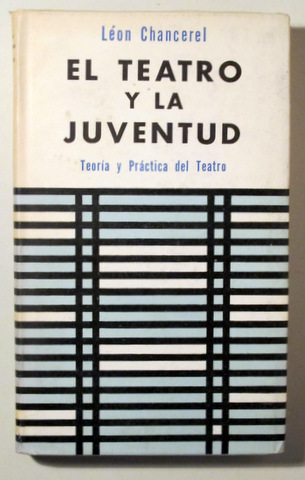 Léon Chancerel
EL TEATRO
Y LA
JUVENTUD
Teoría y Práctica del Teatro